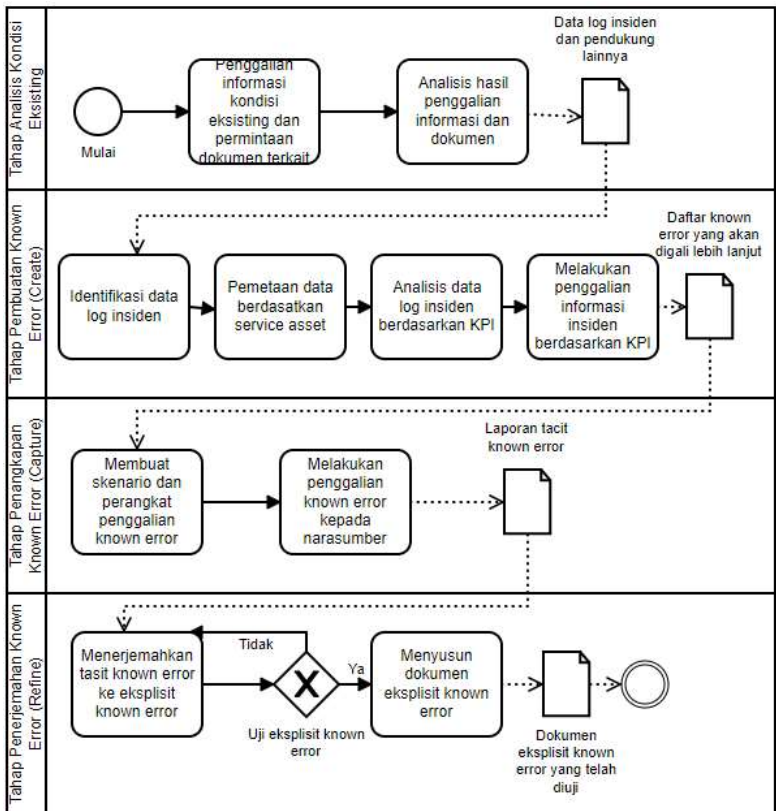 Tahap Analisis Kondisi
Eksisting
Mulai
Penggalian
informasi
kondisi
eksisting dan
permintaan
dokumen terkait
Analisis hasil
penggalian
informasi dan
dokumen
Data log insiden
dan pendukung
lainnya
Tahap Pembuatan Known
Error (Create)
Identifikasi data
log insiden
Pemetaan data
berdasatkan
service asset
Analisis data
log insiden
berdasarkan KPI
Melakukan
penggalian
informasi
insiden
berdasarkan KPI
Daftar known
error yang akan
digali lebih lanjut
Tahap Penangkapan
Known Error (Capture)
Membuat
skenario dan
perangkat
penggalian
known error
Melakukan
penggalian
known error
kepada
narasumber
Laporan tacit
known error
Tahap Penerjemahan Known
Error (Refine)
Menerjemahkan
tasit known error
ke eksplisit
known error
Tidak
Uji eksplisit known
error
Ya
Menyusun
dokumen
eksplisit known
error
Dokumen
eksplisit known
error yang telah
diuji